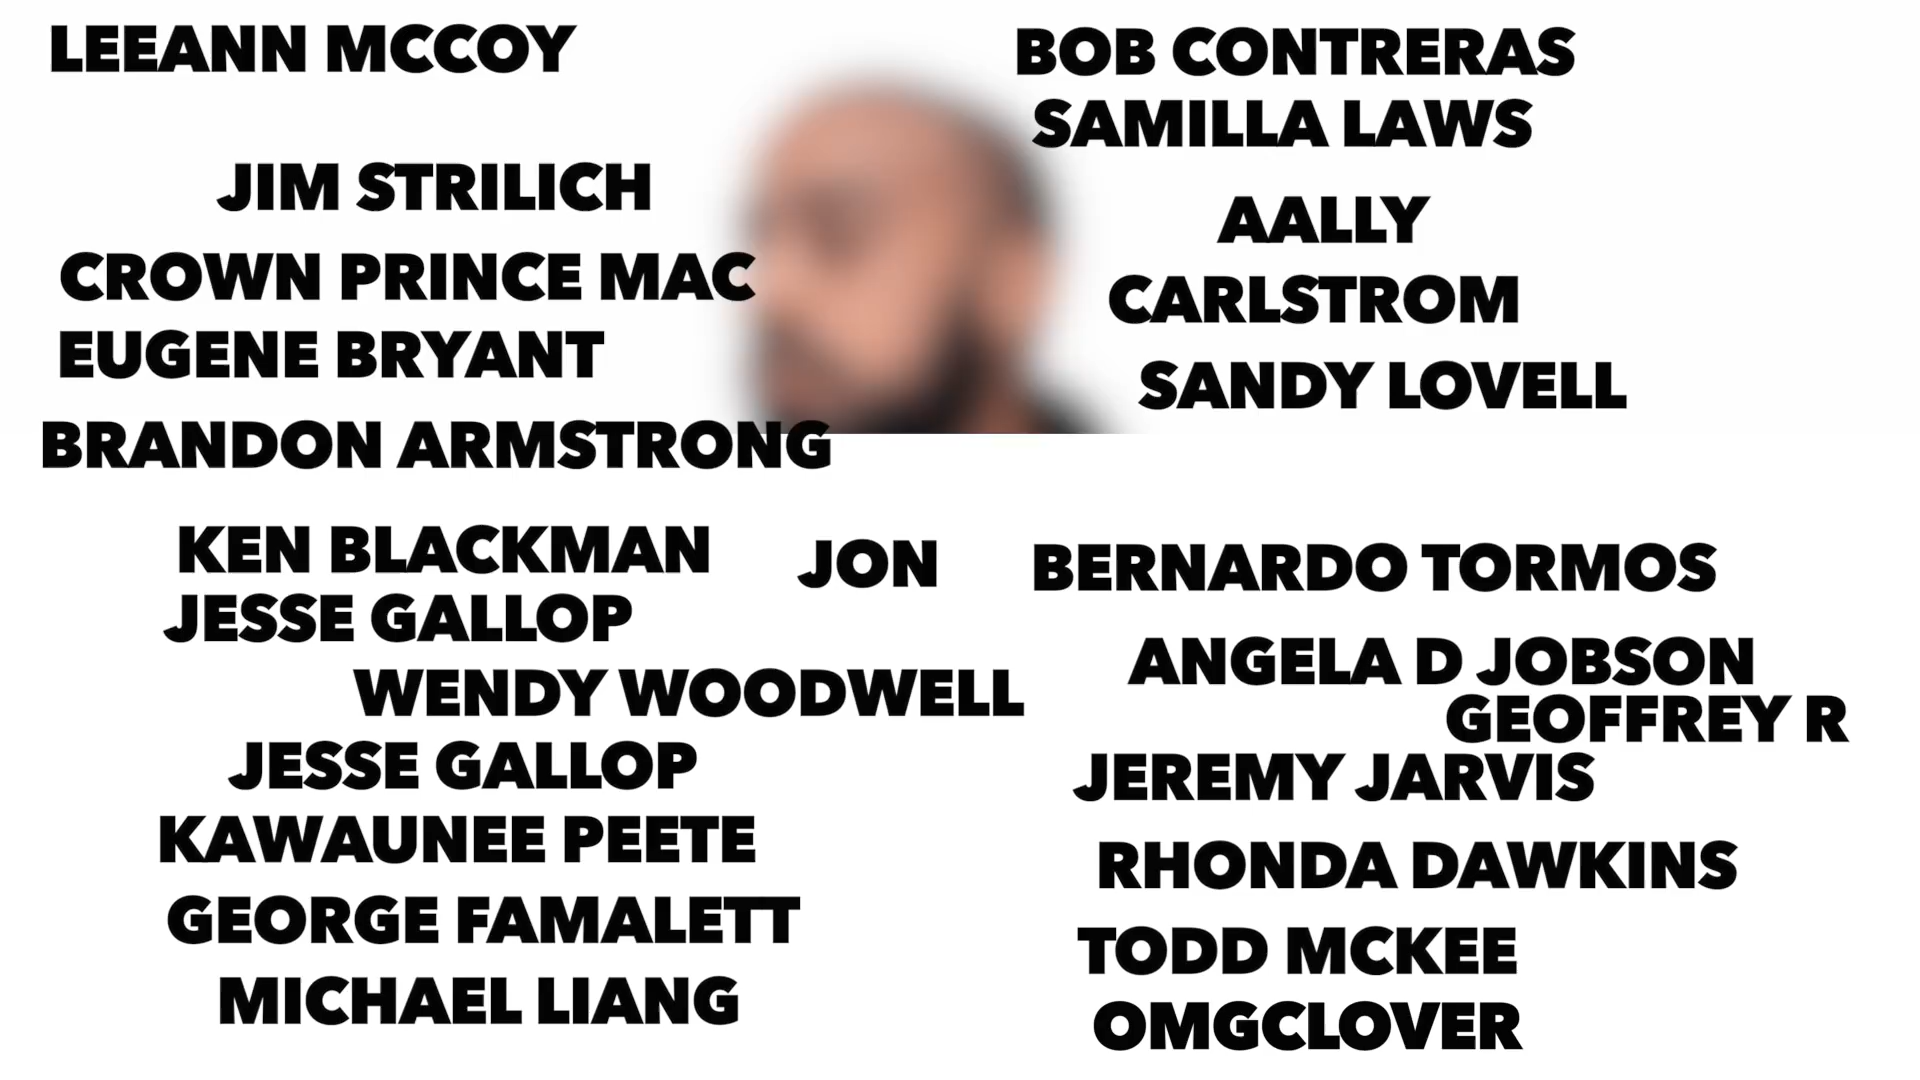 LEEANN MCCOY
JIM STRILICH
CROWN PRINCE MAC
EUGENE BRYANT
BRANDON ARMSTRONG
KEN BLACKMAN
JESSE GALLOP
WENDY WOODWELL
JESSE GALLOP
KAWAUNEE PEETE
GEORGE FAMALETT
MICHAEL LIANG
JON
BOB CONTRERAS
SAMILLA LAWS
AALLY
CARLSTROM
SANDY LOVELL
BERNARDO TORMOS
ANGELA D JOBSON
GEOFFREY R
JEREMY JARVIS
RHONDA DAWKINS
TODD MCKEE
OMGCLOVER